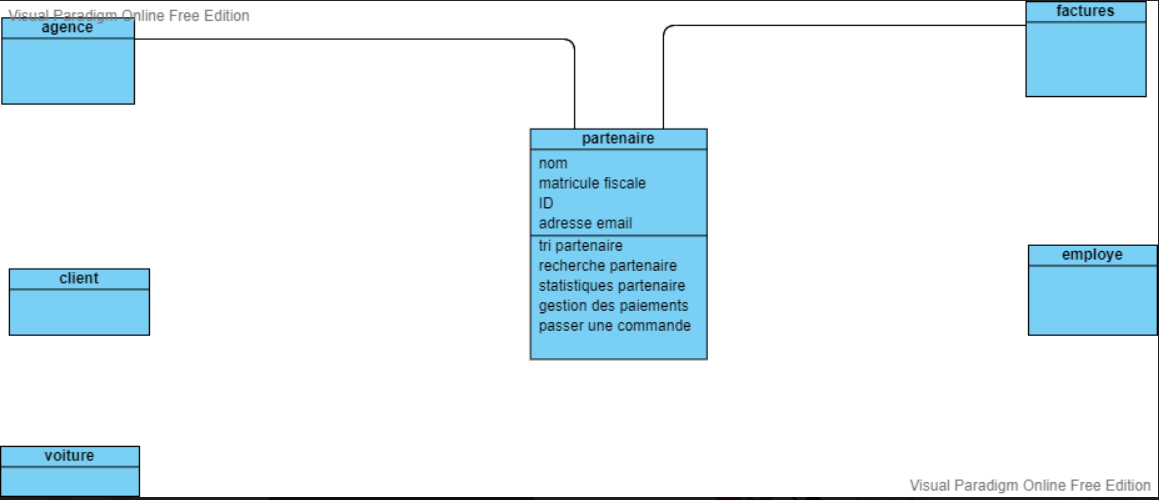 Visual Paradigm Online Free Edition
agence
factures
partenaire
nom
matricule fiscale
ID
adresse email
tri partenaire
recherche partenaire
statistiques partenaire
gestion des paiements
passer une commande
client
employe
voiture
Visual Paradigm Online Free Edition